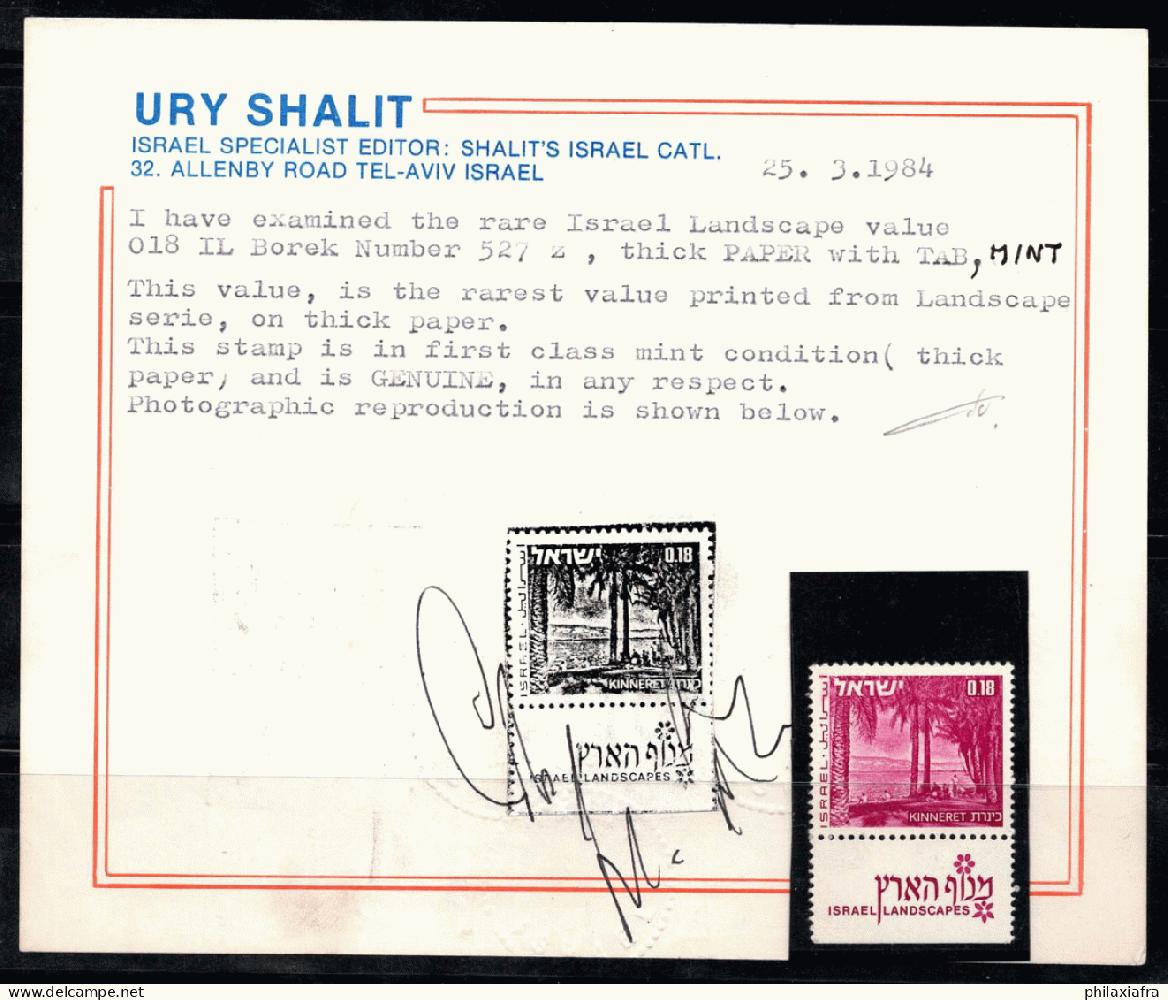 URY SHALIT
ISRAEL SPECIALIST EDITOR: SHALIT'S ISRAEL CATL.
32. ALLENBY ROAD TEL-AVIV ISRAEL
25. 3.1984
I have examined the rare Israel Landscape value
018 IL Borek Number 527 z , thick PAPER with TAB, MINT
This value, is the rarest value printed from Landscape
serie, on thick paper.
This stamp is in first class mint condition( thick
paper) and is GENUINE, in any respect.
Photographic reproduction is shown below.
ישראל 0.18
ISRAEL · إسرائيل
KINNERET כינרת
מנוף הארץ
ISRAEL LANDSCAPES
ישראל 0.18
ISRAEL · إسرائيل
KINNERET כינרת
מנוף הארץ
ISRAEL LANDSCAPES
www.delcampe.net
philaxiafra